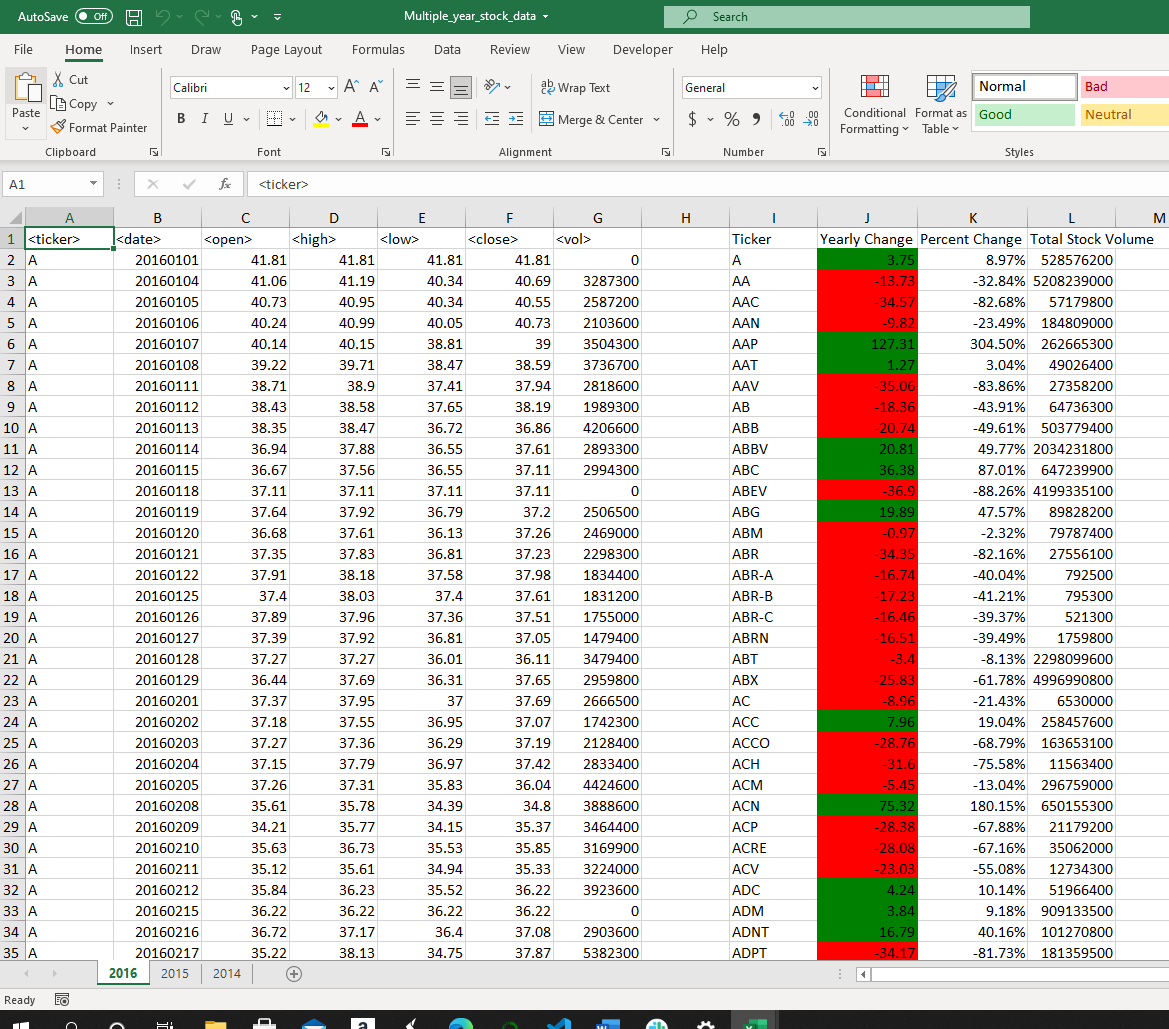 AutoSave Off Multiple_year_stock_data Search
File Home Insert Draw Page Layout Formulas Data Review View Developer Help
Paste Cut Copy Format Painter
Clipboard
Calibri 12 A A
B I U A
Font
Wrap Text
Merge & Center
Alignment
General
$ % 9 .00 .00
Number
Conditional Formatting Format as Table
Normal Bad
Good Neutral
Styles
A1 fx <ticker>
A B C D E F G H I J K L M
1 <ticker> <date> <open> <high> <low> <close> <vol> Ticker Yearly Change Percent Change Total Stock Volume
2 A 20160101 41.81 41.81 41.81 41.81 0 A 3.75 8.97% 528576200
3 A 20160104 41.06 41.19 40.34 40.69 3287300 AA -13.73 -32.84% 5208239000
4 A 20160105 40.73 40.95 40.34 40.55 2587200 AAC -34.57 -82.68% 57179800
5 A 20160106 40.24 40.99 40.05 40.73 2103600 AAN -9.82 -23.49% 184809000
6 A 20160107 40.14 40.15 38.81 39 3504300 AAP 127.31 304.50% 262665300
7 A 20160108 39.22 39.71 38.47 38.59 3736700 AAT 1.27 3.04% 49026400
8 A 20160111 38.71 38.9 37.41 37.94 2818600 AAV -35.06 -83.86% 27358200
9 A 20160112 38.43 38.58 37.65 38.19 1989300 AB -18.36 -43.91% 64736300
10 A 20160113 38.35 38.47 36.72 36.86 4206600 ABB -20.74 -49.61% 503779400
11 A 20160114 36.94 37.88 36.55 37.61 2893300 ABBV 20.81 49.77% 2034231800
12 A 20160115 36.67 37.56 36.55 37.11 2994300 ABC 36.38 87.01% 647239900
13 A 20160118 37.11 37.11 37.11 37.11 0 ABEV -36.9 -88.26% 4199335100
14 A 20160119 37.64 37.92 36.79 37.2 2506500 ABG 19.89 47.57% 89828200
15 A 20160120 36.68 37.61 36.13 37.26 2469000 ABM -0.97 -2.32% 79787400
16 A 20160121 37.35 37.83 36.81 37.23 2298300 ABR -34.35 -82.16% 27556100
17 A 20160122 37.91 38.18 37.58 37.98 1834400 ABR-A -16.74 -40.04% 792500
18 A 20160125 37.4 38.03 37.4 37.61 1831200 ABR-B -17.23 -41.21% 795300
19 A 20160126 37.89 37.96 37.36 37.51 1755000 ABR-C -16.46 -39.37% 521300
20 A 20160127 37.39 37.92 36.81 37.05 1479400 ABRN -16.51 -39.49% 1759800
21 A 20160128 37.27 37.27 36.01 36.11 3479400 ABT -3.4 -8.13% 2298099600
22 A 20160129 36.44 37.69 36.31 37.65 2959800 ABX -25.83 -61.78% 4996990800
23 A 20160201 37.37 37.95 37 37.69 2666500 AC -8.96 -21.43% 6530000
24 A 20160202 37.18 37.55 36.95 37.07 1742300 ACC 7.96 19.04% 258457600
25 A 20160203 37.27 37.36 36.29 37.19 2128400 ACCO -28.76 -68.79% 163653100
26 A 20160204 37.15 37.79 36.97 37.42 2833400 ACH -31.6 -75.58% 11563400
27 A 20160205 37.26 37.31 35.83 36.04 4424600 ACM -5.45 -13.04% 296759000
28 A 20160208 35.61 35.78 34.39 34.8 3888600 ACN 75.32 180.15% 650155300
29 A 20160209 34.21 35.77 34.15 35.37 3464400 ACP -28.38 -67.88% 21179200
30 A 20160210 35.63 36.73 35.53 35.85 3169900 ACRE -28.08 -67.16% 35062000
31 A 20160211 35.12 35.61 34.94 35.33 3224000 ACV -23.03 -55.08% 12734300
32 A 20160212 35.84 36.23 35.52 36.22 3923600 ADC 4.24 10.14% 51966400
33 A 20160215 36.22 36.22 36.22 36.22 0 ADM 3.84 9.18% 909133500
34 A 20160216 36.72 37.17 36.4 37.08 2903600 ADNT 16.79 40.16% 101270800
35 A 20160217 35.22 38.13 34.75 37.87 5382300 ADPT -34.17 -81.73% 181359500
2016 2015 2014
Ready